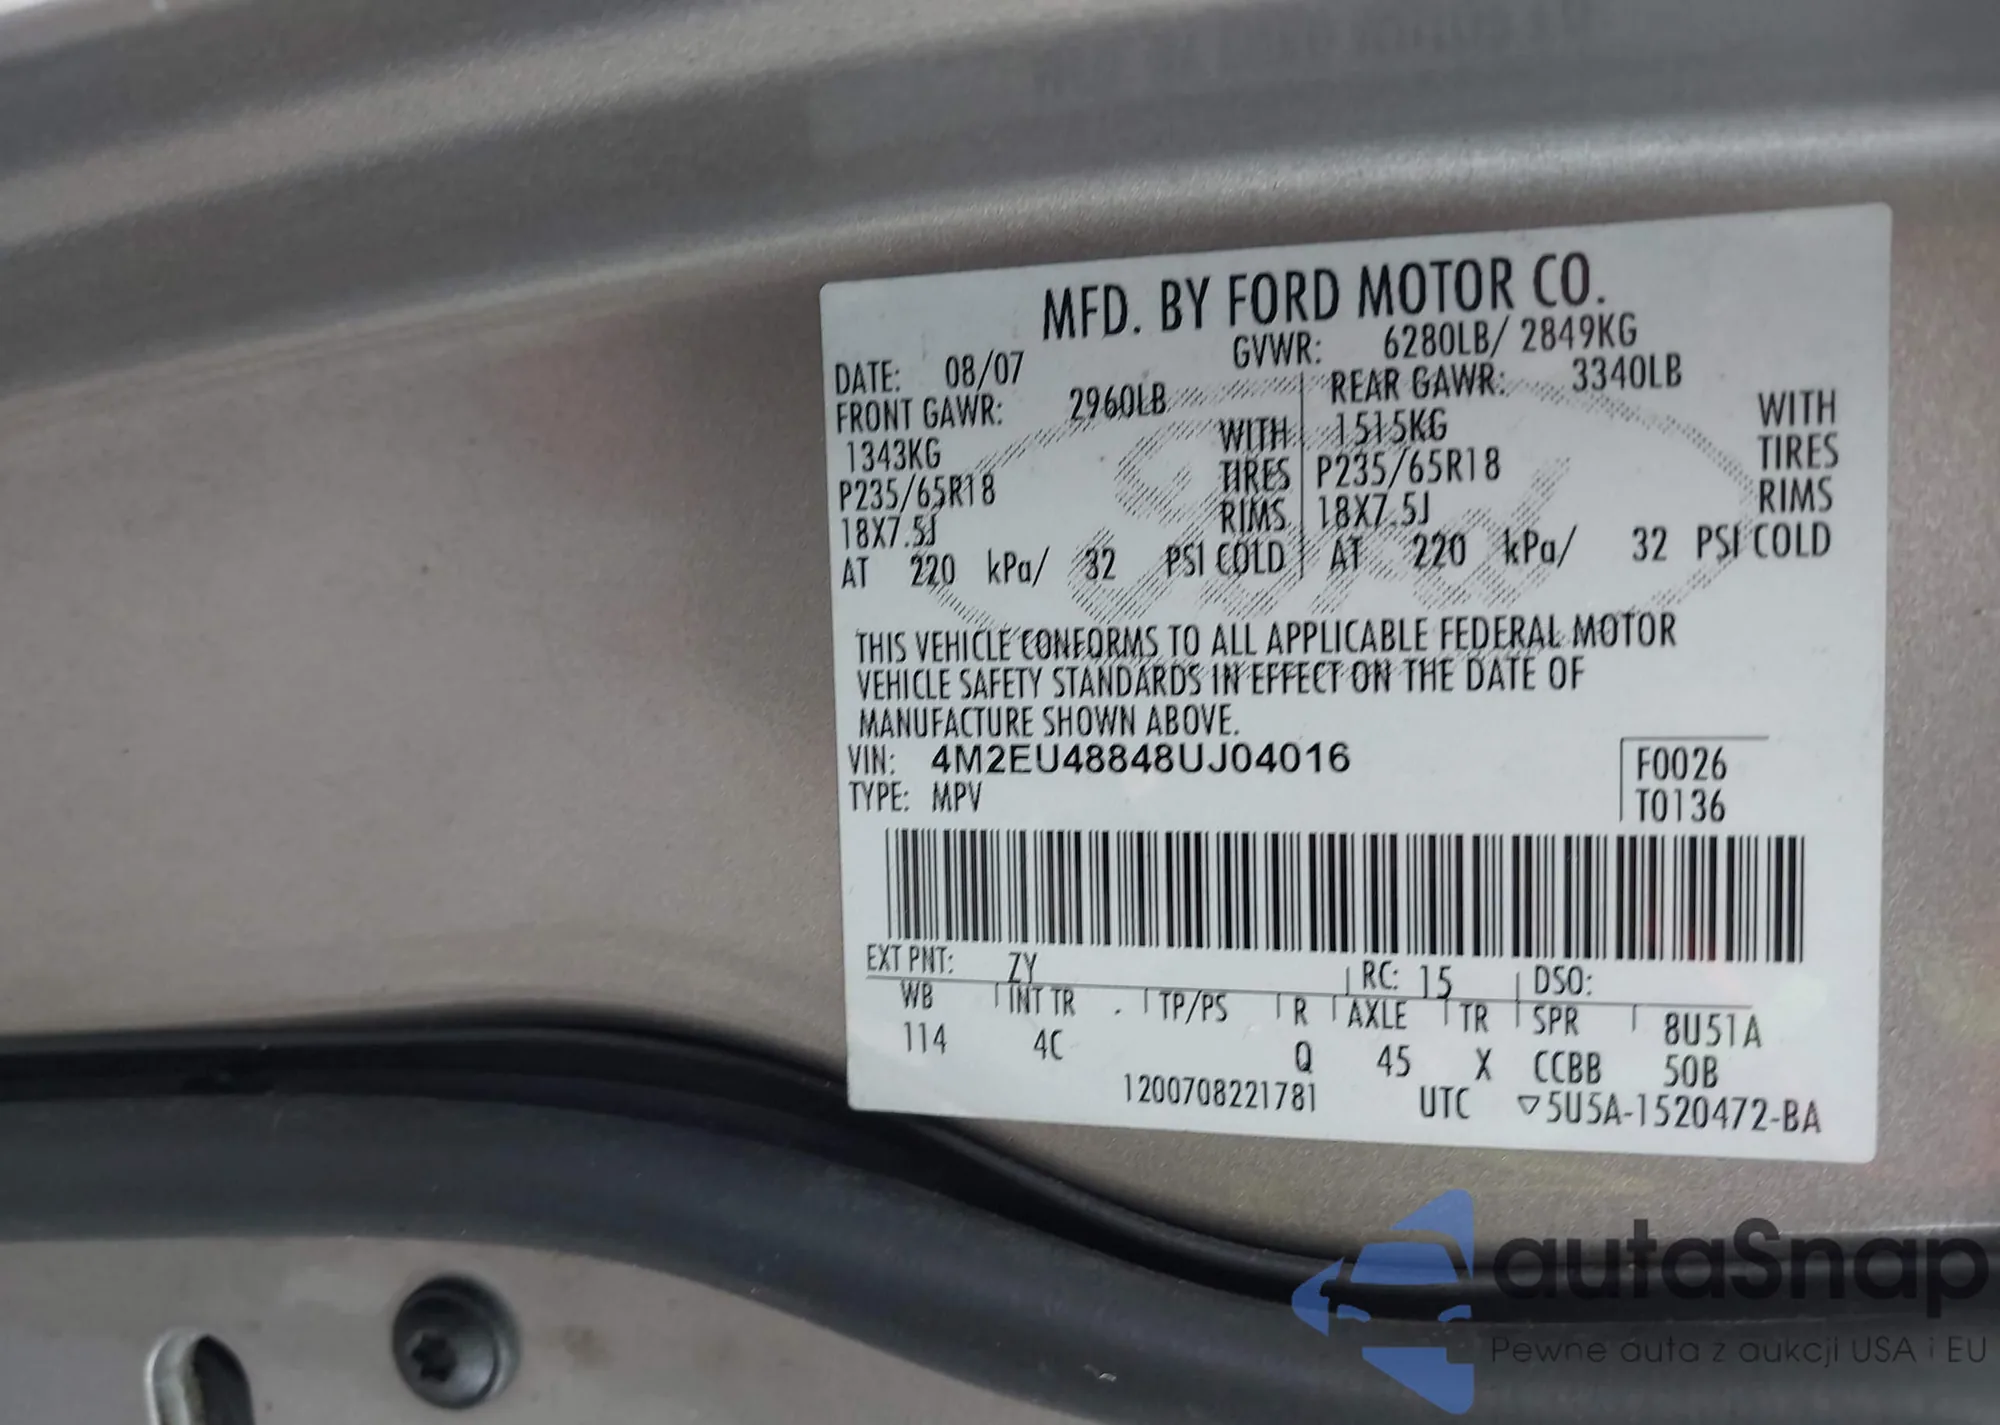 MFD. BY FORD MOTOR CO.
DATE: 08/07 GVWR: 6280LB/ 2849KG
FRONT GAWR: 2960LB REAR GAWR: 3340LB
1343KG WITH 1515KG WITH
P235/65R18 TIRES P235/65R18 TIRES
18X7.5J RIMS 18X7.5J RIMS
AT 220 kPa/ 32 PSI COLD AT 220 kPa/ 32 PSI COLD
THIS VEHICLE CONFORMS TO ALL APPLICABLE FEDERAL MOTOR
VEHICLE SAFETY STANDARDS IN EFFECT ON THE DATE OF
MANUFACTURE SHOWN ABOVE.
VIN: 4M2EU48848UJ04016 F0026
TYPE: MPV T0136
EXT PNT: ZY RC: 15 DSO:
WB INT TR TP/PS R AXLE TR SPR 8U51A
114 4C Q 45 X CCBB 50B
1200708221781 UTC ▽5U5A-1520472-BA
autaSnap
Pewne auta z aukcji USA i EU